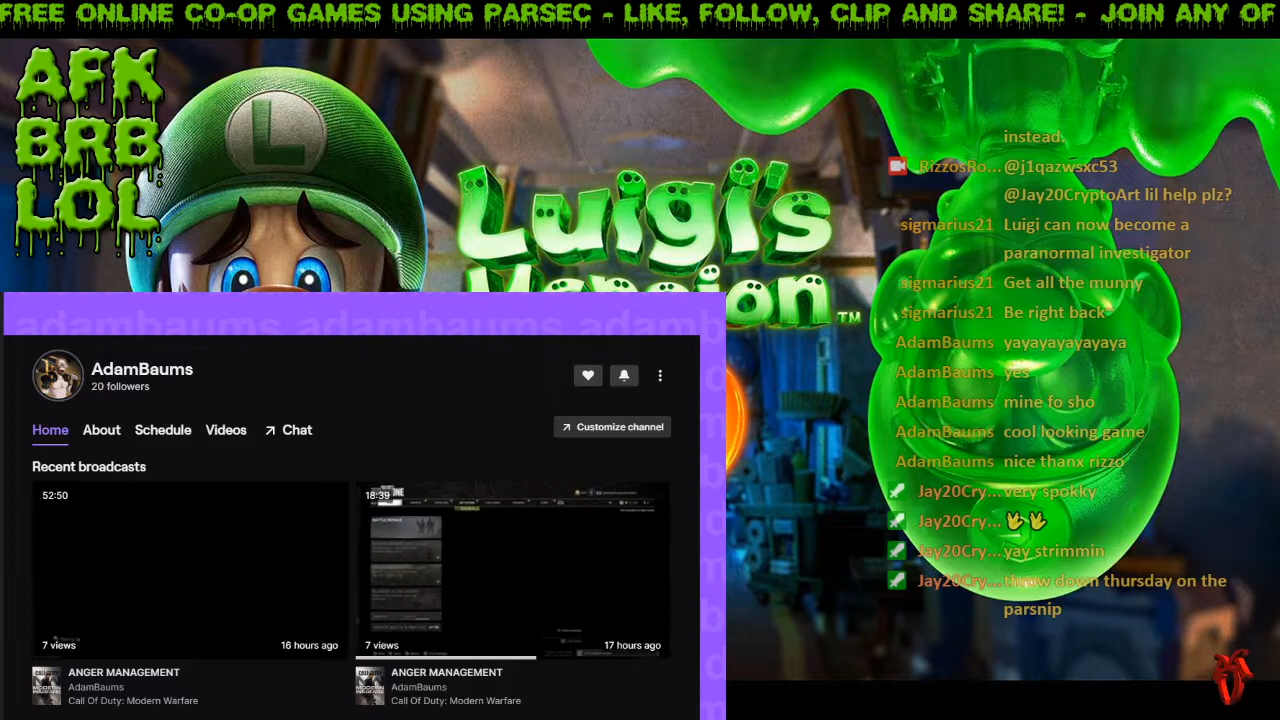 FREE ONLINE CO-OP GAMES USING PARSEC - LIKE, FOLLOW, CLIP AND SHARE! - JOIN ANY OF
AFK
BRB
LOL
L
Luigi's
Mansion™
instead.
RizzosRo... @j1qazwsxc53
@Jay20CryptoArt lil help plz?
sigmarius21 Luigi can now become a
paranormal investigator
sigmarius21 Get all the munny
sigmarius21 Be right back
AdamBaums yayayayayayaya
AdamBaums yes
AdamBaums mine fo sho
AdamBaums cool looking game
AdamBaums nice thanx rizzo
Jay20Cry... very spokky
Jay20Cry...
Jay20Cry... yay strimmin
Jay20Cry... throw down thursday on the
parsnip
adambaums adambaums adamb
AdamBaums
20 followers
Home About Schedule Videos Chat
Customize channel
Recent broadcasts
52:50
7 views 16 hours ago
ANGER MANAGEMENT
AdamBaums
Call Of Duty: Modern Warfare
18:39
7 views 17 hours ago
ANGER MANAGEMENT
AdamBaums
Call Of Duty: Modern Warfare